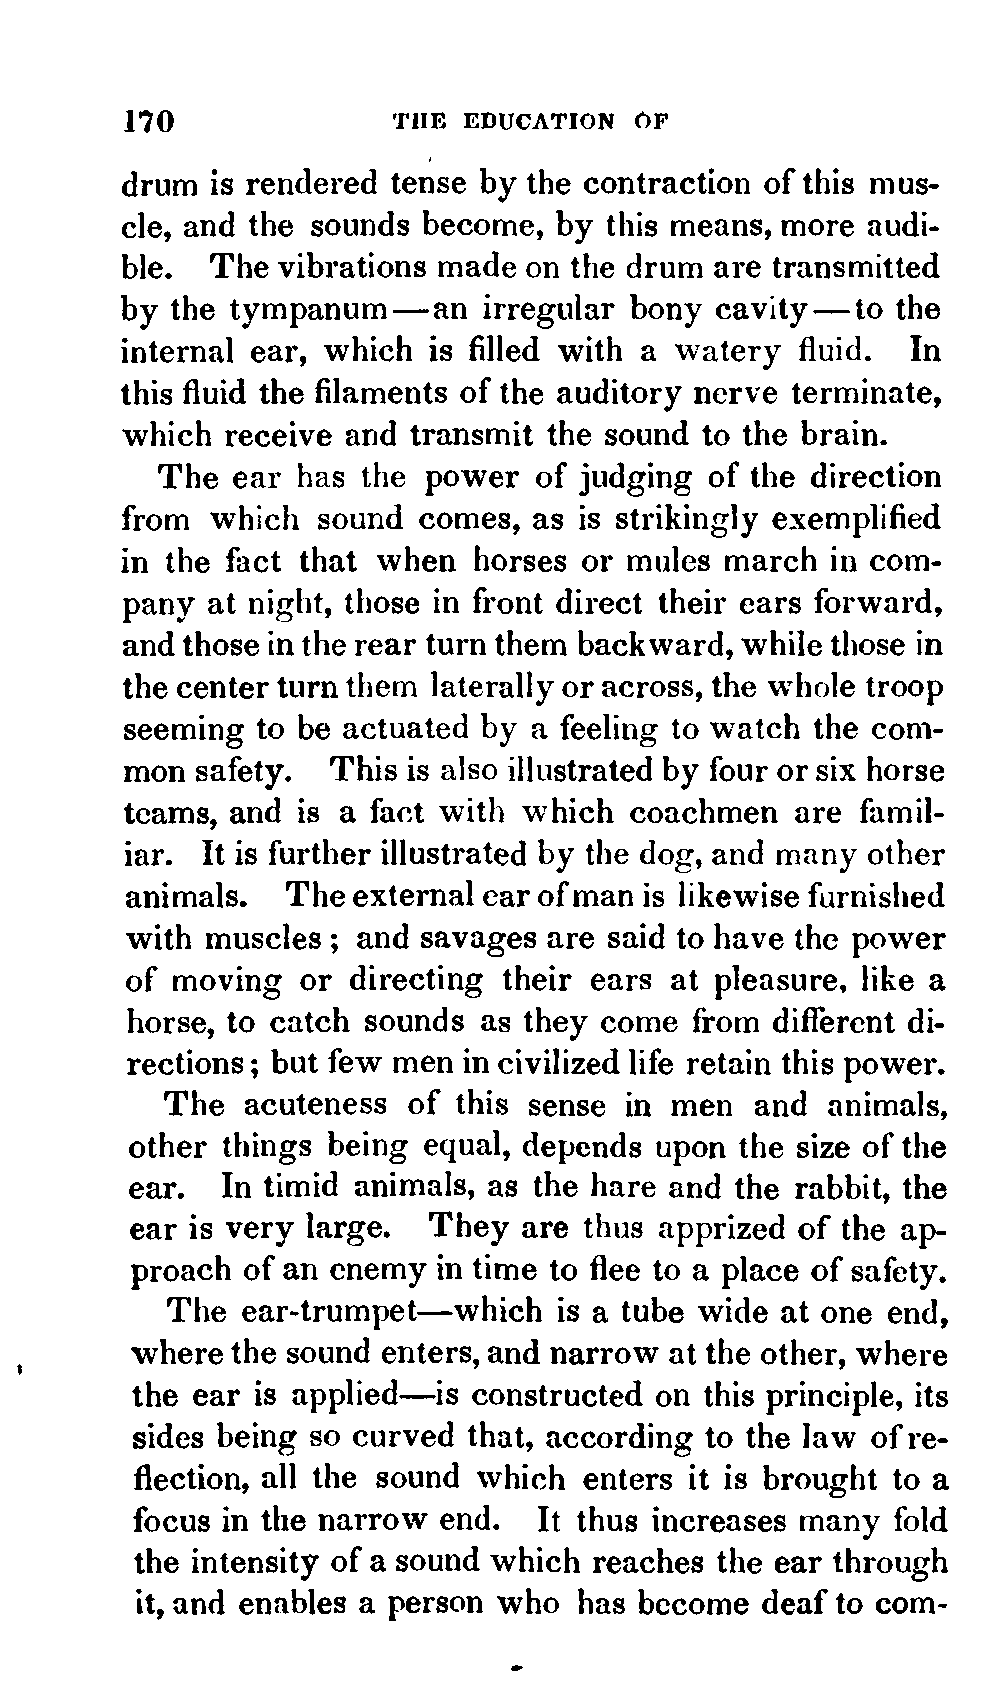 170 THE EDUCATION OF
drum is rendered tense by the contraction of this mus-
cle, and the sounds become, by this means, more audi-
ble. The vibrations made on the drum are transmitted
by the tympanum—an irregular bony cavity—to the
internal ear, which is filled with a watery fluid. In
this fluid the filaments of the auditory nerve terminate,
which receive and transmit the sound to the brain.
The ear has the power of judging of the direction
from which sound comes, as is strikingly exemplified
in the fact that when horses or mules march in com-
pany at night, those in front direct their ears forward,
and those in the rear turn them backward, while those in
the center turn them laterally or across, the whole troop
seeming to be actuated by a feeling to watch the com-
mon safety. This is also illustrated by four or six horse
teams, and is a fact with which coachmen are famil-
iar. It is further illustrated by the dog, and many other
animals. The external ear of man is likewise furnished
with muscles; and savages are said to have the power
of moving or directing their ears at pleasure, like a
horse, to catch sounds as they come from different di-
rections; but few men in civilized life retain this power.
The acuteness of this sense in men and animals,
other things being equal, depends upon the size of the
ear. In timid animals, as the hare and the rabbit, the
ear is very large. They are thus apprized of the ap-
proach of an enemy in time to flee to a place of safety.
The ear-trumpet—which is a tube wide at one end,
where the sound enters, and narrow at the other, where
the ear is applied—is constructed on this principle, its
sides being so curved that, according to the law of re-
flection, all the sound which enters it is brought to a
focus in the narrow end. It thus increases many fold
the intensity of a sound which reaches the ear through
it, and enables a person who has become deaf to com-